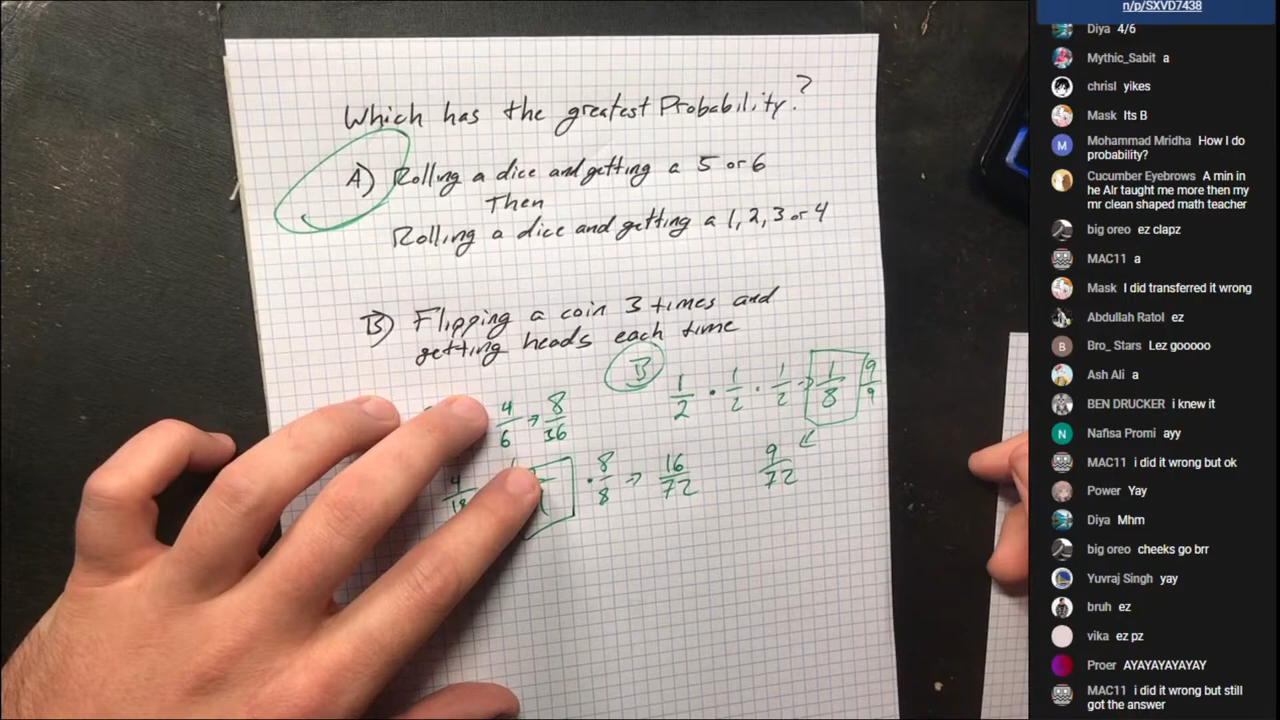 Which has the greatest Probability?
A) Rolling a dice and getting a 5 or 6
Then
Rolling a dice and getting a 1, 2, 3 or 4
B) Flipping a coin 3 times and
getting heads each time
B 1/2 · 1/2 · 1/2 → 1/8 9/9
4/6 → 8/36
4/18 · 8/8 → 16/72 9/72
n/p/SXVD7438
Diya 4/6
Mythic_Sabit a
chrisl yikes
Mask Its B
Mohammad Mridha How I do
probability?
Cucumber Eyebrows A min in
he AIr taught me more then my
mr clean shaped math teacher
big oreo ez clapz
MAC11 a
Mask I did transferred it wrong
Abdullah Ratol ez
Bro_ Stars Lez gooooo
Ash Ali a
BEN DRUCKER i knew it
Nafisa Promi ayy
MAC11 i did it wrong but ok
Power Yay
Diya Mhm
big oreo cheeks go brr
Yuvraj Singh yay
bruh ez
vika ez pz
Proer AYAYAYAYAYAY
MAC11 i did it wrong but still
got the answer